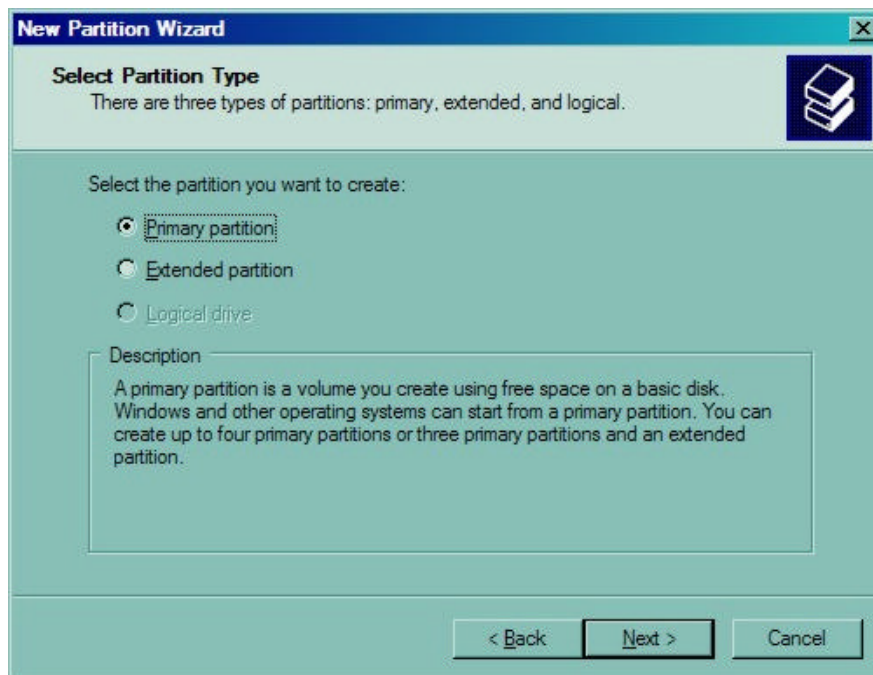 New Partition Wizard
Select Partition Type
There are three types of partitions: primary, extended, and logical.
Select the partition you want to create:
Primary partition
Extended partition
Logical drive
Description
A primary partition is a volume you create using free space on a basic disk.
Windows and other operating systems can start from a primary partition. You can
create up to four primary partitions or three primary partitions and an extended
partition.
< Back Next > Cancel